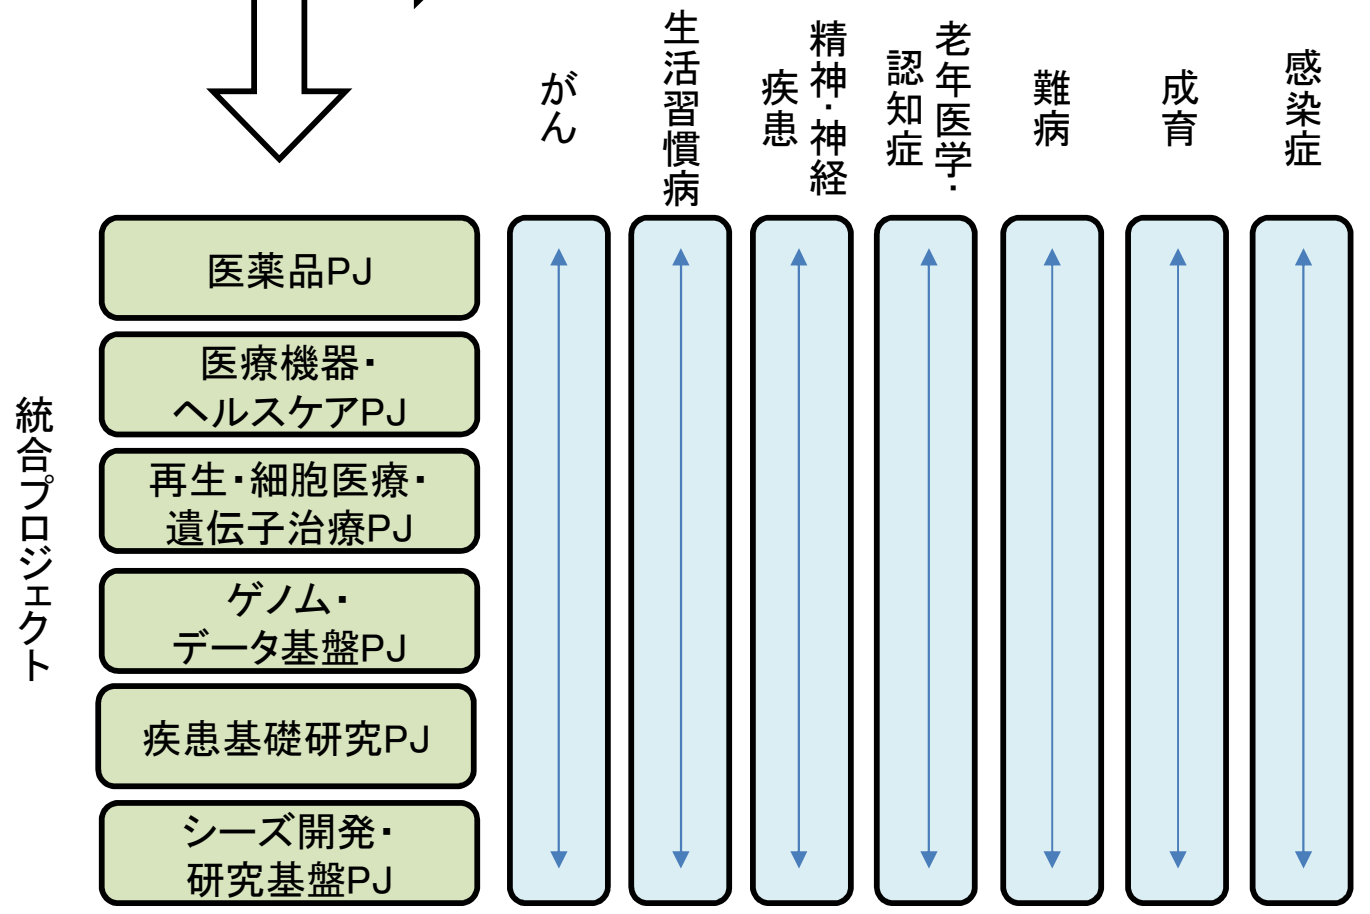 がん
生活習慣病
精神・神経
疾患
老年医学・
認知症
難病
成育
感染症
統合プロジェクト
医薬品PJ
医療機器・
ヘルスケアPJ
再生・細胞医療・
遺伝子治療PJ
ゲノム・
データ基盤PJ
疾患基礎研究PJ
シーズ開発・
研究基盤PJ